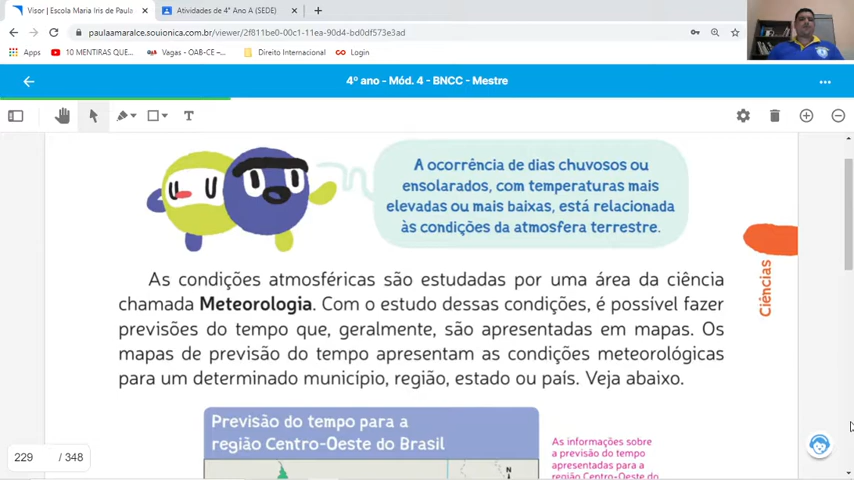 Visor | Escola Maria Iris de Paula
Atividades de 4° Ano A (SEDE)
paulaamaralce.souionica.com.br/viewer/2f811be0-00c1-11ea-90d4-bd0df573e3ad
Apps
10 MENTIRAS QUE...
Vagas - OAB-CE –...
Direito Internacional
Login
4º ano - Mód. 4 - BNCC - Mestre
A ocorrência de dias chuvosos ou
ensolarados, com temperaturas mais
elevadas ou mais baixas, está relacionada
às condições da atmosfera terrestre.
Ciências
As condições atmosféricas são estudadas por uma área da ciência
chamada Meteorologia. Com o estudo dessas condições, é possível fazer
previsões do tempo que, geralmente, são apresentadas em mapas. Os
mapas de previsão do tempo apresentam as condições meteorológicas
para um determinado município, região, estado ou país. Veja abaixo.
Previsão do tempo para a
região Centro-Oeste do Brasil
As informações sobre
a previsão do tempo
apresentadas para a
região Centro-Oeste do
N
229 / 348